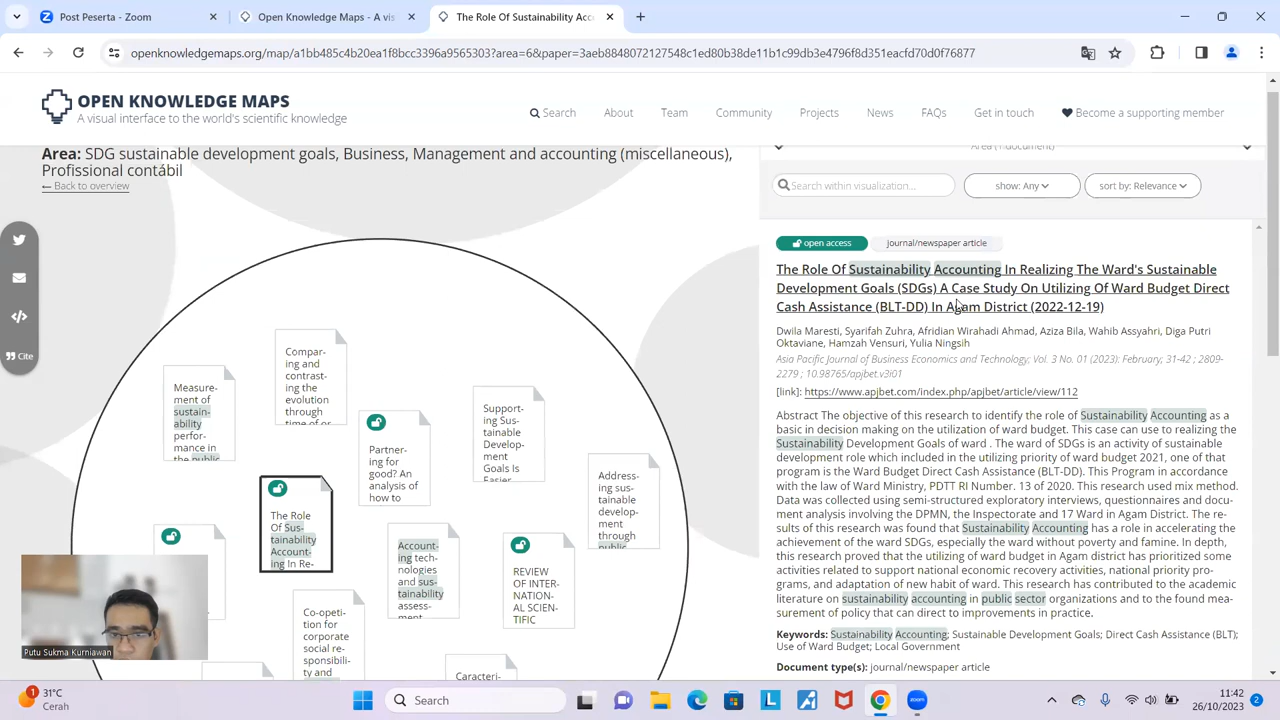 Post Peserta - Zoom
Open Knowledge Maps - A vi
The Role Of Sustainability Acc
openknowledgemaps.org/map/a1bb485c4b20ea1f8bcc3396a9565303?area=6&paper=3aeb8848072127548c1ed80b38de11b1c99db3e4796f8d351eacfd70d0f76877
OPEN KNOWLEDGE MAPS
A visual interface to the world's scientific knowledge
Search
About
Team
Community
Projects
News
FAQs
Get in touch
Become a supporting member
Area: SDG sustainable development goals, Business, Management and accounting (miscellaneous),
Profissional contábil
← Back to overview
Cite
Compar-
ing and
contrast-
ing the
evolution
through
time of or
Measure-
ment of
sustain-
ability
perfor-
mance in
the public
Partner-
ing for
good? An
analysis of
how to
Support-
ing Sus-
tainable
Develop-
ment
Goals Is
Easier
Address-
ing sus-
tainable
develop-
ment
through
public
The Role
Of Sus-
tainability
Account-
ing In Re-
Account-
ing tech-
nologies
and sus-
tainability
assess-
ment
REVIEW
OF INTER-
NATION-
AL SCIEN-
TIFIC
Co-opeti-
tion for
corporate
social re-
sponsibili-
ty and
Caracteri-
Putu Sukma Kurniawan
Area (1 document)
Search within visualization...
show: Any
sort by: Relevance
open access
journal/newspaper article
The Role Of Sustainability Accounting In Realizing The Ward's Sustainable
Development Goals (SDGs) A Case Study On Utilizing Of Ward Budget Direct
Cash Assistance (BLT-DD) In Agam District (2022-12-19)
Dwila Maresti, Syarifah Zuhra, Afridian Wirahadi Ahmad, Aziza Bila, Wahib Assyahri, Diga Putri
Oktaviane, Hamzah Vensuri, Yulia Ningsih
Asia Pacific Journal of Business Economics and Technology; Vol. 3 No. 01 (2023): February; 31-42 ; 2809-
2279 ; 10.98765/apjbet.v3i01
[link]: https://www.apjbet.com/index.php/apjbet/article/view/112
Abstract The objective of this research to identify the role of Sustainability Accounting as a
basic in decision making on the utilization of ward budget. This case can use to realizing the
Sustainability Development Goals of ward . The ward of SDGs is an activity of sustainable
development role which included in the utilizing priority of ward budget 2021, one of that
program is the Ward Budget Direct Cash Assistance (BLT-DD). This Program in accordance
with the law of Ward Ministry, PDTT RI Number. 13 of 2020. This research used mix method.
Data was collected using semi-structured exploratory interviews, questionnaires and docu-
ment analysis involving the DPMN, the Inspectorate and 17 Ward in Agam District. The re-
sults of this research was found that Sustainability Accounting has a role in accelerating the
achievement of the ward SDGs, especially the ward without poverty and famine. In depth,
this research proved that the utilizing of ward budget in Agam district has prioritized some
activities related to support national economic recovery activities, national priority pro-
grams, and adaptation of new habit of ward. This research has contributed to the academic
literature on sustainability accounting in public sector organizations and to the found mea-
surement of policy that can direct to improvements in practice.
Keywords: Sustainability Accounting; Sustainable Development Goals; Direct Cash Assistance (BLT);
Use of Ward Budget; Local Government
Document type(s): journal/newspaper article
1
31°C
Cerah
Search
11:42
26/10/2023
2